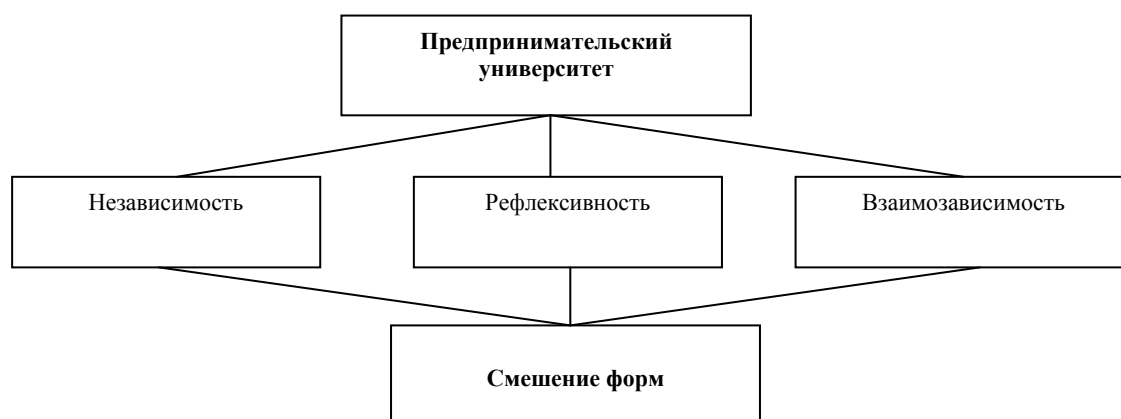 Предпринимательский
университет
Независимость
Рефлексивность
Взаимозависимость
Смешение форм